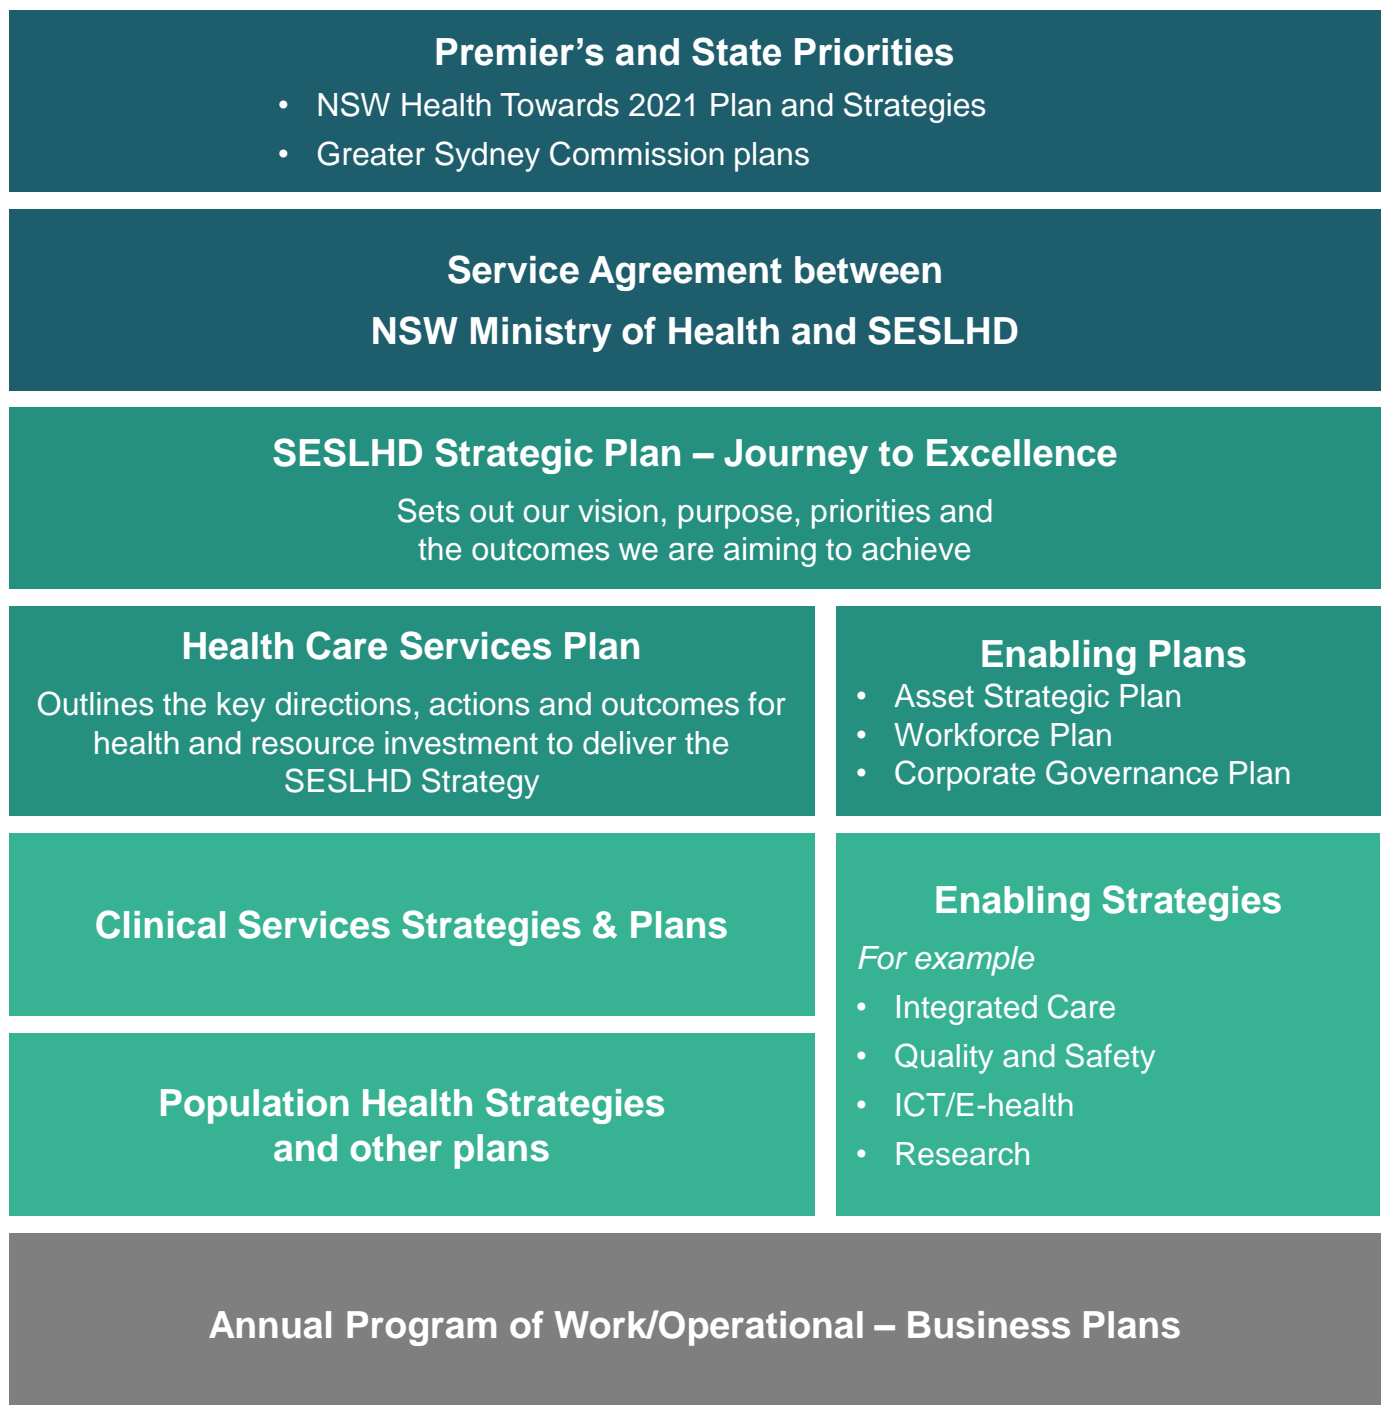 Premier’s and State Priorities
• NSW Health Towards 2021 Plan and Strategies
• Greater Sydney Commission plans
Service Agreement between
NSW Ministry of Health and SESLHD
SESLHD Strategic Plan – Journey to Excellence
Sets out our vision, purpose, priorities and
the outcomes we are aiming to achieve
Health Care Services Plan
Outlines the key directions, actions and outcomes for
health and resource investment to deliver the
SESLHD Strategy
Enabling Plans
• Asset Strategic Plan
• Workforce Plan
• Corporate Governance Plan
Clinical Services Strategies & Plans
Population Health Strategies
and other plans
Enabling Strategies
For example
• Integrated Care
• Quality and Safety
• ICT/E-health
• Research
Annual Program of Work/Operational – Business Plans